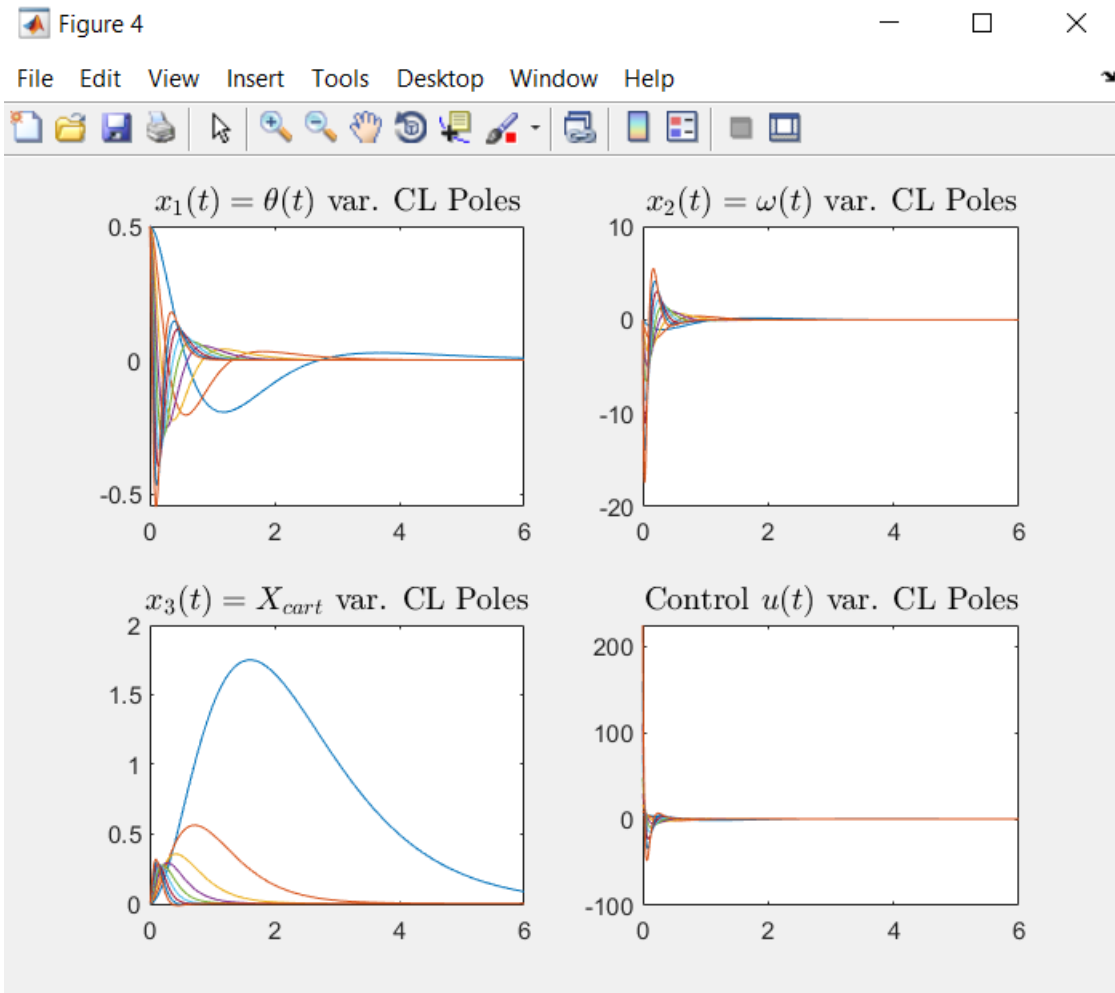 Figure 4
File Edit View Insert Tools Desktop Window Help
x₁(t) = θ(t) var. CL Poles
0.5
0
-0.5
0 2 4 6
x₂(t) = ω(t) var. CL Poles
10
0
-10
-20
0 2 4 6
x₃(t) = X_cart var. CL Poles
2
1.5
1
0.5
0
0 2 4 6
Control u(t) var. CL Poles
200
100
0
-100
0 2 4 6